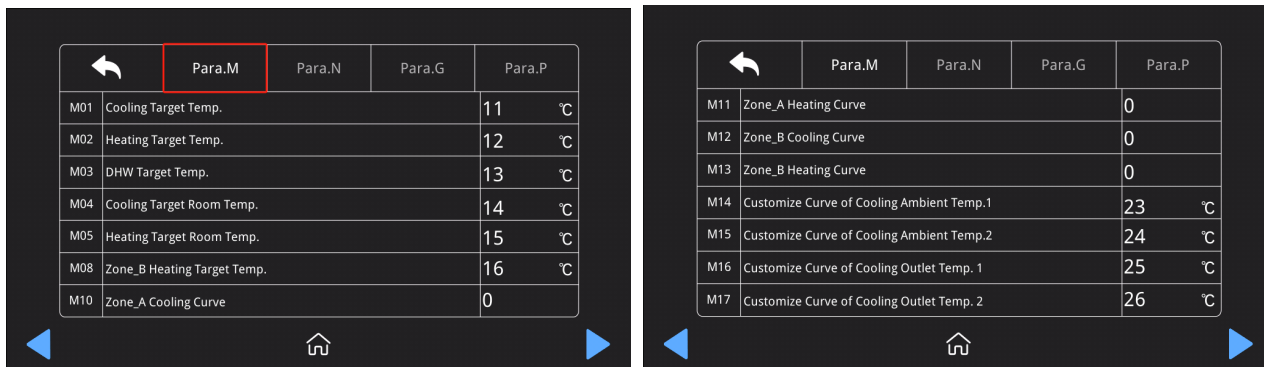 Para.M Para.N Para.G Para.P
M01 Cooling Target Temp. 11 ℃
M02 Heating Target Temp. 12 ℃
M03 DHW Target Temp. 13 ℃
M04 Cooling Target Room Temp. 14 ℃
M05 Heating Target Room Temp. 15 ℃
M08 Zone_B Heating Target Temp. 16 ℃
M10 Zone_A Cooling Curve 0
Para.M Para.N Para.G Para.P
M11 Zone_A Heating Curve 0
M12 Zone_B Cooling Curve 0
M13 Zone_B Heating Curve 0
M14 Customize Curve of Cooling Ambient Temp.1 23 ℃
M15 Customize Curve of Cooling Ambient Temp.2 24 ℃
M16 Customize Curve of Cooling Outlet Temp. 1 25 ℃
M17 Customize Curve of Cooling Outlet Temp. 2 26 ℃